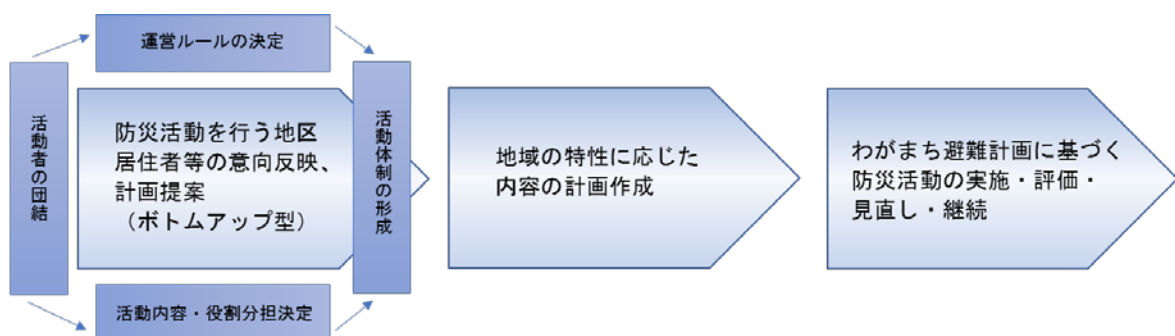 運営ルールの決定
活動者の団結
防災活動を行う地区
居住者等の意向反映、
計画提案
（ボトムアップ型）
活動体制の形成
活動内容・役割分担決定
地域の特性に応じた
内容の計画作成
わがまち避難計画に基づく
防災活動の実施・評価・
見直し・継続